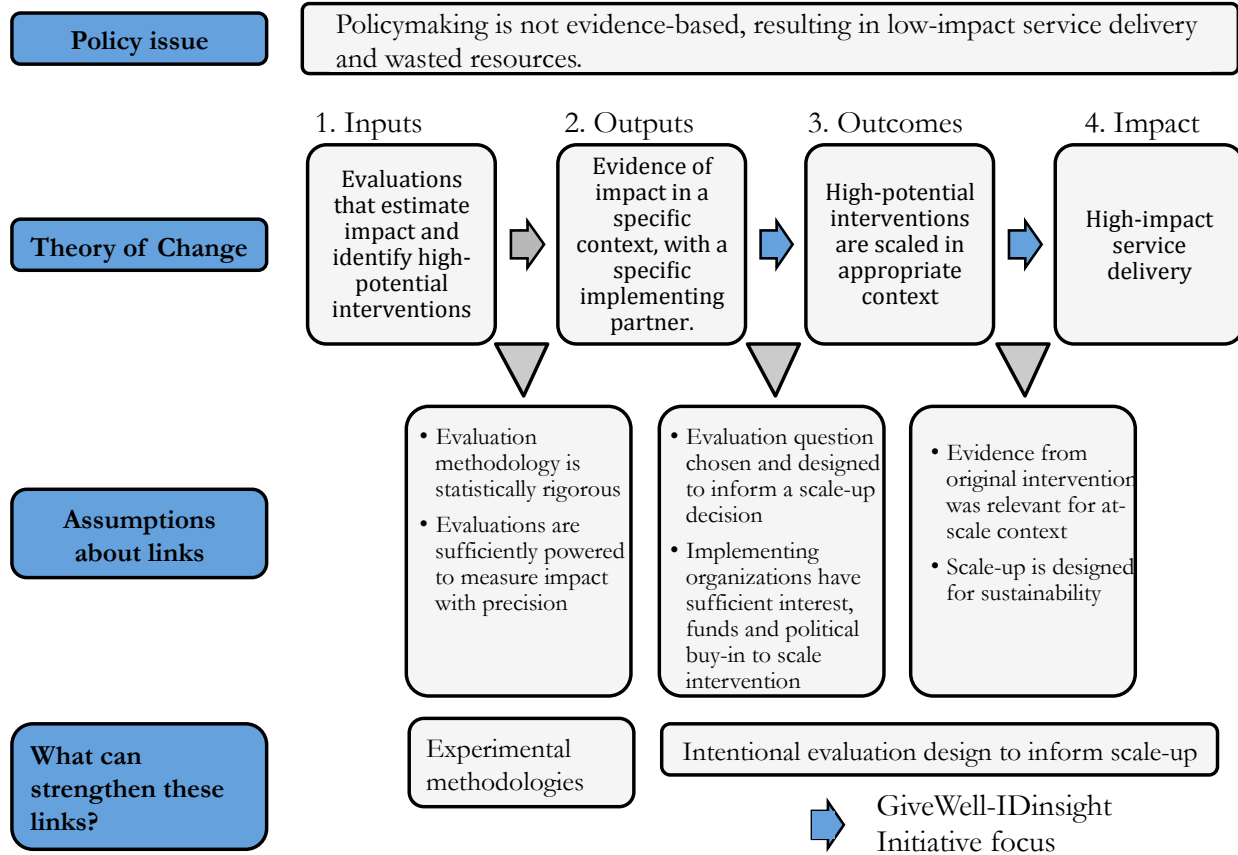 Policy issue
Policymaking is not evidence-based, resulting in low-impact service delivery
and wasted resources.
1. Inputs
2. Outputs
3. Outcomes
4. Impact
Theory of Change
Evaluations
that estimate
impact and
identify high-
potential
interventions
Evidence of
impact in a
specific
context, with a
specific
implementing
partner.
High-potential
interventions
are scaled in
appropriate
context
High-impact
service
delivery
Assumptions
about links
• Evaluation
methodology is
statistically rigorous
• Evaluations are
sufficiently powered
to measure impact
with precision
• Evaluation question
chosen and designed
to inform a scale-up
decision
• Implementing
organizations have
sufficient interest,
funds and political
buy-in to scale
intervention
• Evidence from
original intervention
was relevant for at-
scale context
• Scale-up is designed
for sustainability
What can
strengthen these
links?
Experimental
methodologies
Intentional evaluation design to inform scale-up
GiveWell-IDinsight
Initiative focus